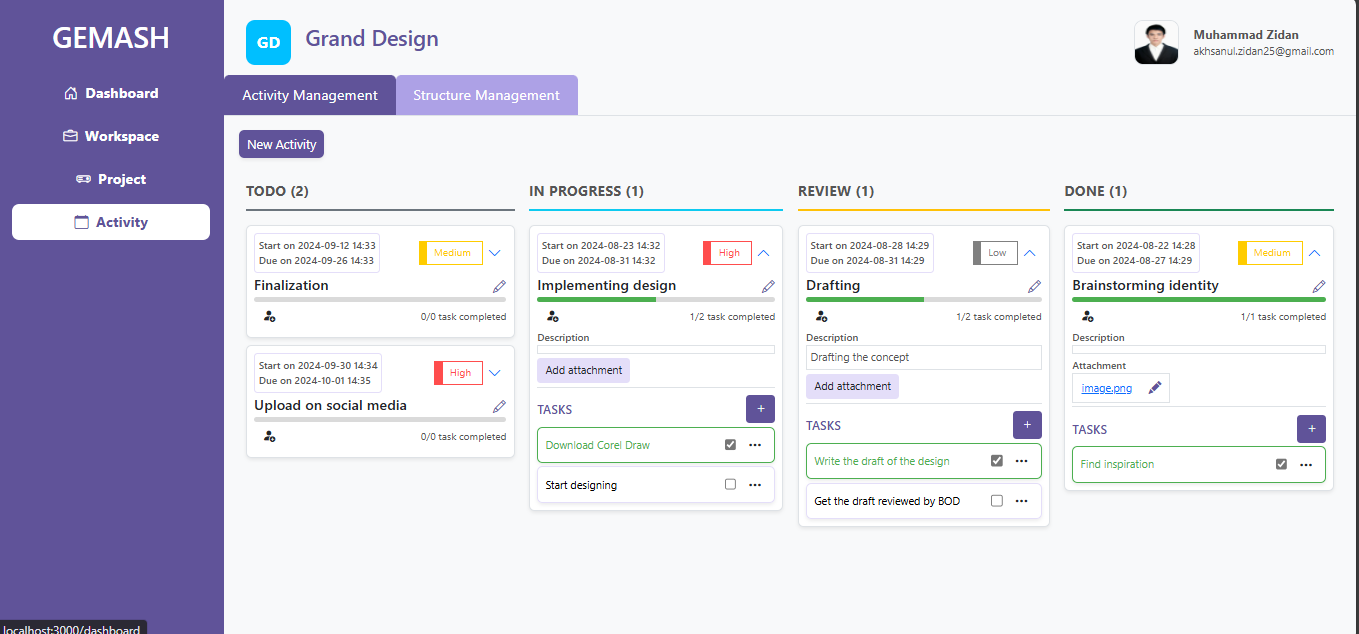 GEMASH
Dashboard
Workspace
Project
Activity
GD
Grand Design
Muhammad Zidan
akhsanul.zidan25@gmail.com
Activity Management
Structure Management
New Activity
TODO (2)
Start on 2024-09-12 14:33
Due on 2024-09-26 14:33
Medium
Finalization
0/0 task completed
Start on 2024-09-30 14:34
Due on 2024-10-01 14:35
High
Upload on social media
0/0 task completed
IN PROGRESS (1)
Start on 2024-08-23 14:32
Due on 2024-08-31 14:32
High
Implementing design
1/2 task completed
Description
Add attachment
TASKS
+
Download Corel Draw
Start designing
REVIEW (1)
Start on 2024-08-28 14:29
Due on 2024-08-31 14:29
Low
Drafting
1/2 task completed
Description
Drafting the concept
Add attachment
TASKS
+
Write the draft of the design
Get the draft reviewed by BOD
DONE (1)
Start on 2024-08-22 14:28
Due on 2024-08-27 14:29
Medium
Brainstorming identity
1/1 task completed
Description
Attachment
image.png
TASKS
+
Find inspiration
localhost:3000/dashboard